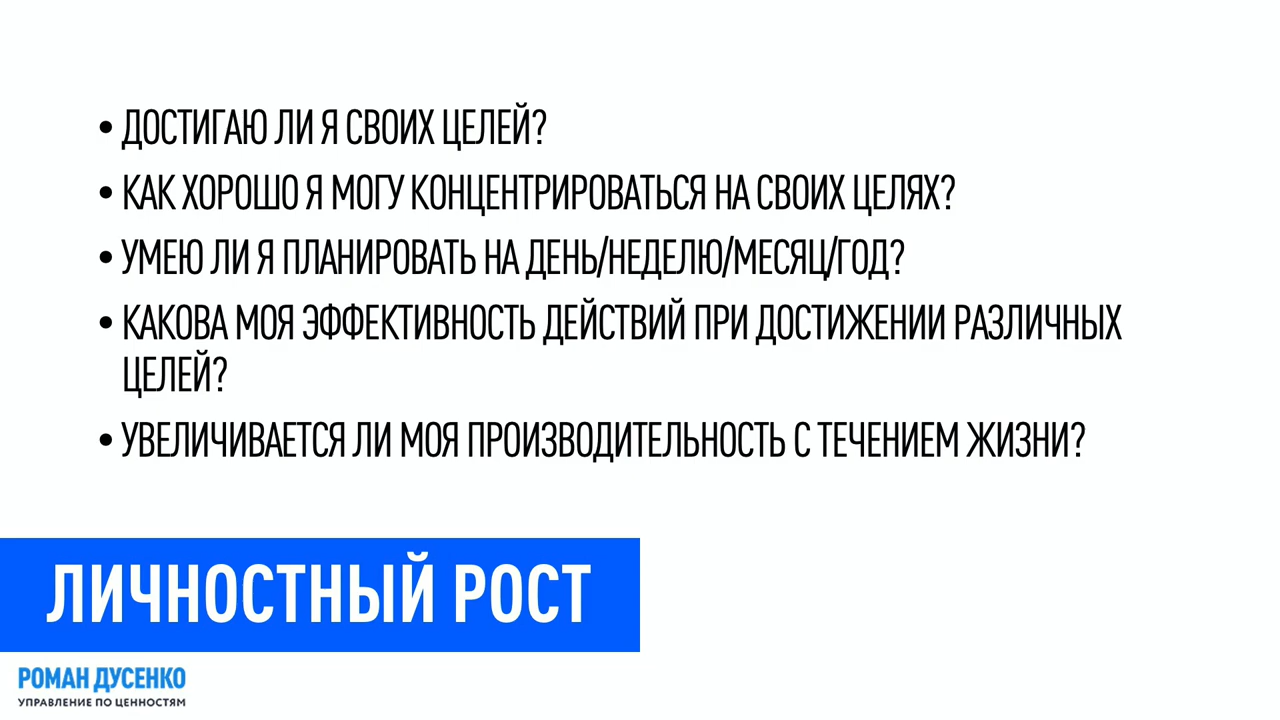 • ДОСТИГАЮ ЛИ Я СВОИХ ЦЕЛЕЙ?
• КАК ХОРОШО Я МОГУ КОНЦЕНТРИРОВАТЬСЯ НА СВОИХ ЦЕЛЯХ?
• УМЕЮ ЛИ Я ПЛАНИРОВАТЬ НА ДЕНЬ/НЕДЕЛЮ/МЕСЯЦ/ГОД?
• КАКОВА МОЯ ЭФФЕКТИВНОСТЬ ДЕЙСТВИЙ ПРИ ДОСТИЖЕНИИ РАЗЛИЧНЫХ
ЦЕЛЕЙ?
• УВЕЛИЧИВАЕТСЯ ЛИ МОЯ ПРОИЗВОДИТЕЛЬНОСТЬ С ТЕЧЕНИЕМ ЖИЗНИ?
ЛИЧНОСТНЫЙ РОСТ
РОМАН ДУСЕНКО
УПРАВЛЕНИЕ ПО ЦЕННОСТЯМ